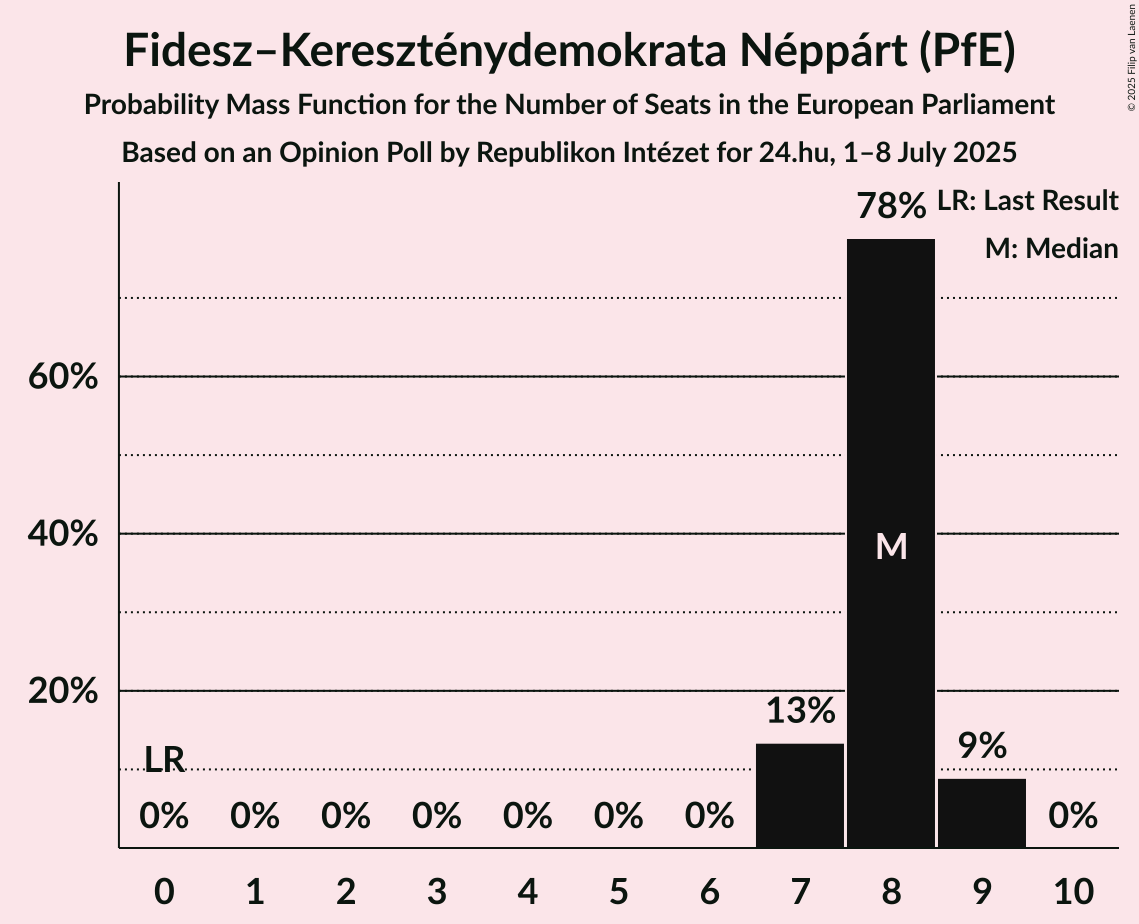 Fidesz–Kereszténydemokrata Néppárt (PfE)
Probability Mass Function for the Number of Seats in the European Parliament
Based on an Opinion Poll by Republikon Intézet for 24.hu, 1–8 July 2025
© 2025 Filip van Laenen
78%
LR: Last Result
M: Median
60%
40%
M
20%
13%
9%
LR
0% 0% 0% 0% 0% 0% 0% 0%
0 1 2 3 4 5 6 7 8 9 10